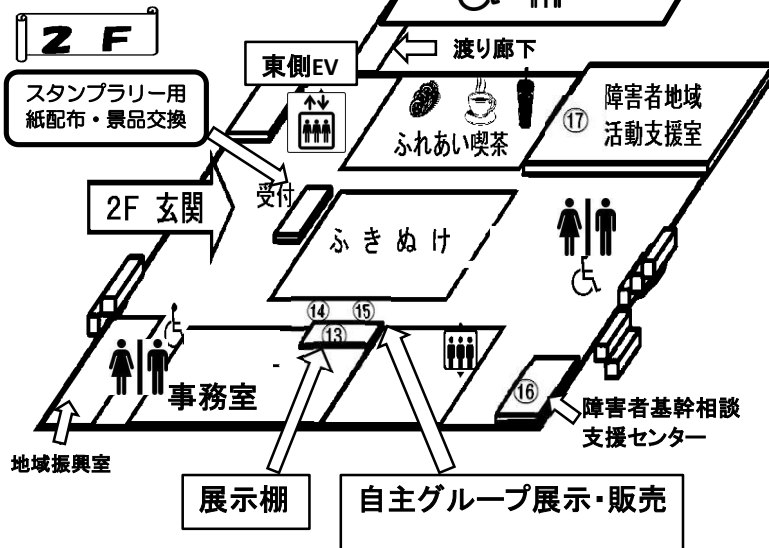 2 F
渡り廊下
東側EV
スタンプラリー用
紙配布・景品交換
ふれあい喫茶
⑰
障害者地域
活動支援室
受付
2F 玄関
ふきぬけ
⑭
⑮
⑬
事務室
⑯
障害者基幹相談
支援センター
地域振興室
展示棚
自主グループ展示・販売